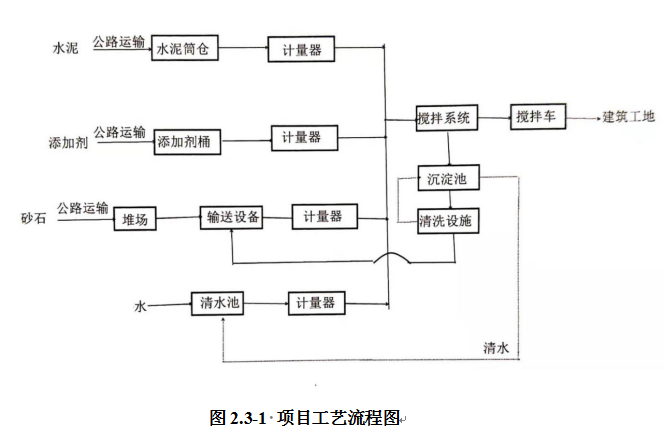 水泥 公路运输 水泥筒仓 计量器
搅拌系统 搅拌车 建筑工地
添加剂 公路运输 添加剂桶 计量器
沉淀池
砂石 公路运输 堆场 输送设备 计量器 清洗设施
水 清水池 计量器
清水
图 2.3-1 项目工艺流程图